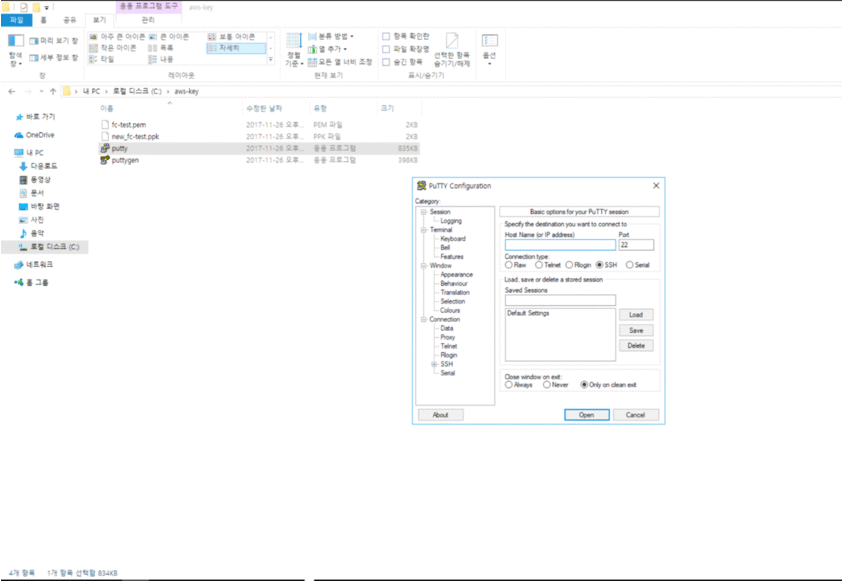 응용 프로그램 도구 aws-key
파일 홈 공유 보기 관리
미리 보기 창
세부 정보 창
탐색 창
창
아주 큰 아이콘 큰 아이콘 보통 아이콘
작은 아이콘 목록 자세히
타일 내용
레이아웃
정렬 기준
분류 방법
열 추가
모든 열 너비 조정
현재 보기
항목 확인란
파일 확장명
숨긴 항목
선택한 항목 숨기기/해제
표시/숨기기
옵션
내 PC > 로컬 디스크 (C:) > aws-key
이름 수정한 날짜 유형 크기
fc-test.pem 2017-11-26 오후... PEM 파일 2KB
new_fc-test.ppk 2017-11-26 오후... PPK 파일 2KB
putty 2017-11-26 오후... 응용 프로그램 835KB
puttygen 2017-11-26 오후... 응용 프로그램 398KB
바로 가기
OneDrive
내 PC
다운로드
동영상
문서
바탕 화면
사진
음악
로컬 디스크 (C:)
네트워크
홈 그룹
PuTTY Configuration
Category:
Session
Logging
Terminal
Keyboard
Bell
Features
Window
Appearance
Behaviour
Translation
Selection
Colours
Connection
Data
Proxy
Telnet
Rlogin
SSH
Serial
Basic options for your PuTTY session
Specify the destination you want to connect to
Host Name (or IP address) Port
22
Connection type:
Raw Telnet Rlogin SSH Serial
Load, save or delete a stored session
Saved Sessions
Default Settings
Load
Save
Delete
Close window on exit:
Always Never Only on clean exit
About Open Cancel
4개 항목 1개 항목 선택함 834KB